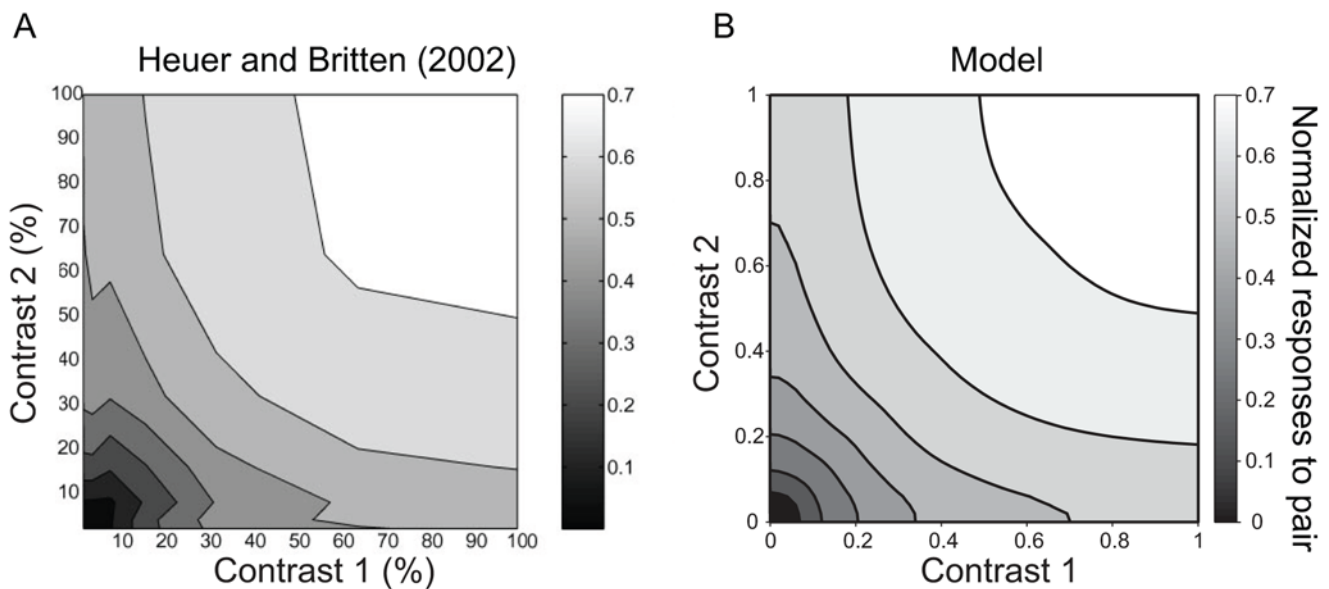 A
Heuer and Britten (2002)
100
90
80
70
60
50
40
30
20
10
Contrast 2 (%)
10 20 30 40 50 60 70 80 90 100
Contrast 1 (%)
0.7
0.6
0.5
0.4
0.3
0.2
0.1
B
Model
1
0.8
0.6
0.4
0.2
0
Contrast 2
0 0.2 0.4 0.6 0.8 1
Contrast 1
0.7
0.6
0.5
0.4
0.3
0.2
0.1
0
Normalized responses to pair